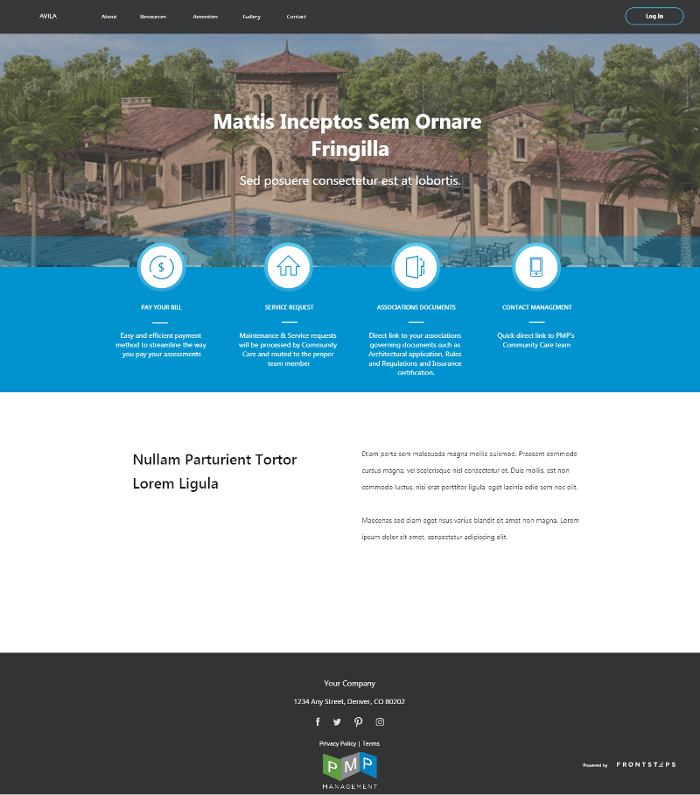 AVILA
About
Resources
Amenities
Gallery
Contact
Log In
Mattis Inceptos Sem Ornare
Fringilla
Sed posuere consectetur est at lobortis.
PAY YOUR BILL
Easy and efficient payment
method to streamline the way
you pay your assessments
SERVICE REQUEST
Maintenance & Service requests
will be processed by Community
Care and routed to the proper
team member
ASSOCIATIONS DOCUMENTS
Direct link to your associations
governing documents such as
Architectural application, Rules
and Regulations and Insurance
certification.
CONTACT MANAGEMENT
Quick direct link to PMP's
Community Care team
Nullam Parturient Tortor
Lorem Ligula
Etiam porta sem malesuada magna mollis euismod. Praesent commodo
cursus magna, vel scelerisque nisl consectetur et. Duis mollis, est non
commodo luctus, nisi erat porttitor ligula, eget lacinia odio sem nec elit.
Maecenas sed diam eget risus varius blandit sit amet non magna. Lorem
ipsum dolor sit amet, consectetur adipiscing elit.
Your Company
1234 Any Street, Denver, CO 80202
Privacy Policy | Terms
PMP
MANAGEMENT
Powered by FRONTSTEPS